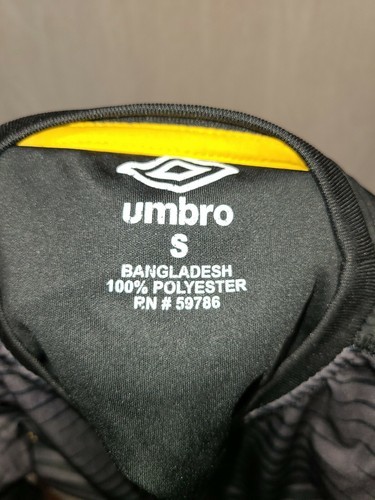 umbro
S
BANGLADESH
100% POLYESTER
RN # 59786